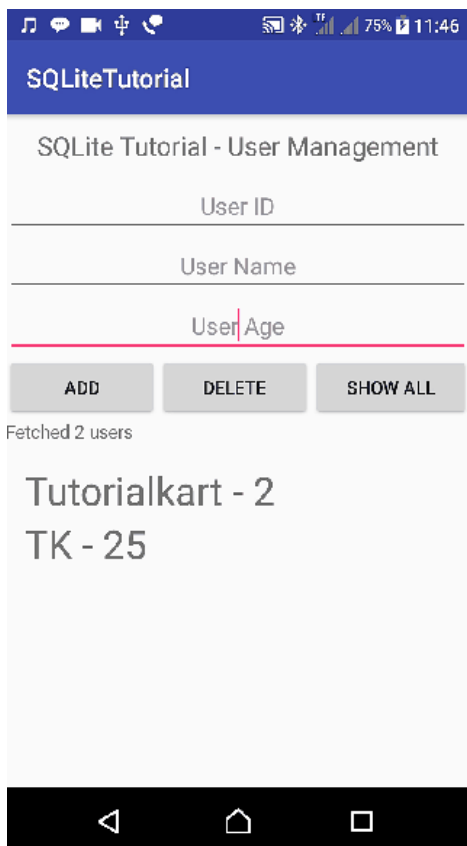 75% 11:46
SQLiteTutorial
SQLite Tutorial - User Management
User ID
User Name
User Age
ADD DELETE SHOW ALL
Fetched 2 users
Tutorialkart - 2
TK - 25